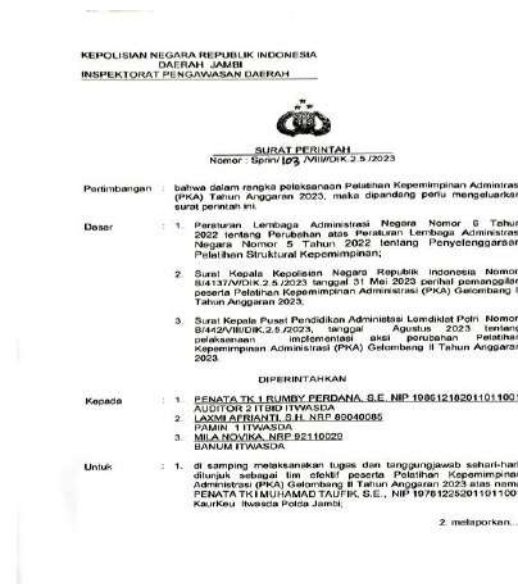 KEPOLISIAN NEGARA REPUBLIK INDONESIA
DAERAH JAMBI
INSPEKTORAT PENGAWASAN DAERAH
SURAT PERINTAH
Nomor : Sprin/103 /VIII/DIK.2.5./2023
Pertimbangan : bahwa dalam rangka pelaksanaan Pelatihan Kepemimpinan Administras
(PKA) Tahun Anggaran 2023, maka dipandang perlu mengeluarkan
surat perintah ini.
Dasar : 1. Peraturan Lembaga Administrasi Negara Nomor 6 Tahun
2022 tentang Perubahan atas Peraturan Lembaga Administras
Negara Nomor 5 Tahun 2022 tentang Penyelenggaraan
Pelatihan Struktural Kepemimpinan;
2. Surat Kepala Kepolisian Negara Republik Indonesia Nomor
B/4137/V/DIK.2.5./2023 tanggal 31 Mei 2023 perihal pemanggilan
peserta Pelatihan Kepemimpinan Administrasi (PKA) Gelombang II
Tahun Anggaran 2023;
3. Surat Kepala Pusat Pendidikan Administasi Lemdiklat Polri Nomor
B/442/VIII/DIK.2.5./2023, tanggal Agustus 2023 tentang
pelaksanaan implementasi aksi perubahan Pelatihan
Kepemimpinan Administrasi (PKA) Gelombang II Tahun Anggaran
2023.
DIPERINTAHKAN
Kepada : 1. PENATA TK 1 RUMBY PERDANA, S.E. NIP 198612182011011001
AUDITOR 2 ITBID ITWASDA
2. LAXMI AFRIANTI, S.H. NRP 80040085
PAMIN 1 ITWASDA
3. MILA NOVIKA, NRP 92110029
BANUM ITWASDA
Untuk : 1. di samping melaksanakan tugas dan tanggungjawab sehari-hari
ditunjuk sebagai tim efektif peserta Pelatihan Kepemimpinan
Administrasi (PKA) Gelombang II Tahun Anggaran 2023 atas nama
PENATA TK I MUHAMAD TAUFIK, S.E., NIP 197612252011011001
KaurKeu Itwasda Polda Jambi;
2. melaporkan...